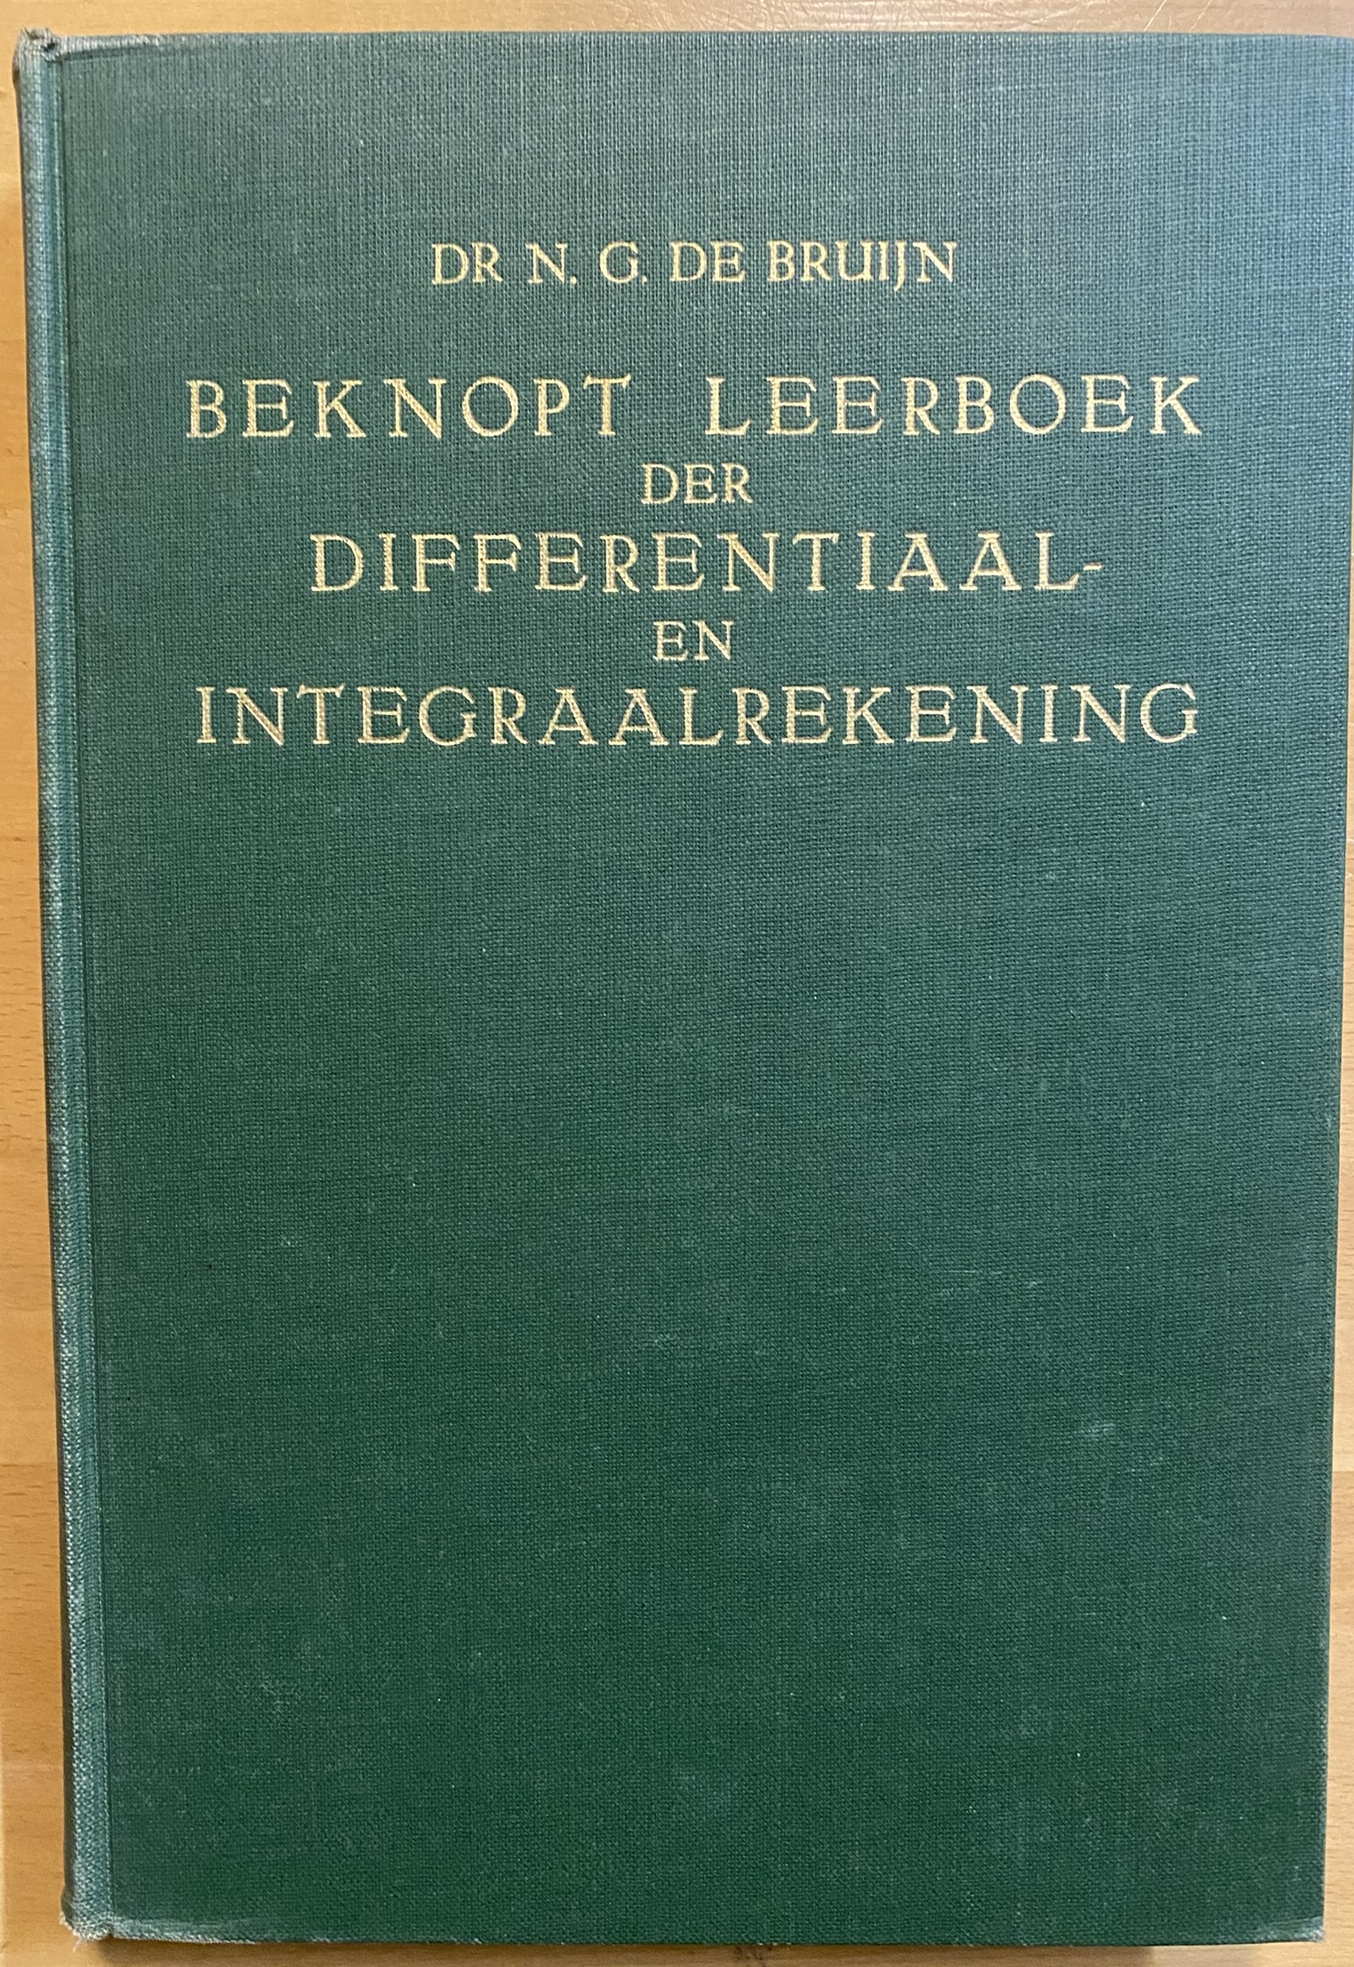 DR N. G. DE BRUIJN
BEKNOPT LEERBOEK
DER
DIFFERENTIAAL-
EN
INTEGRAALREKENING